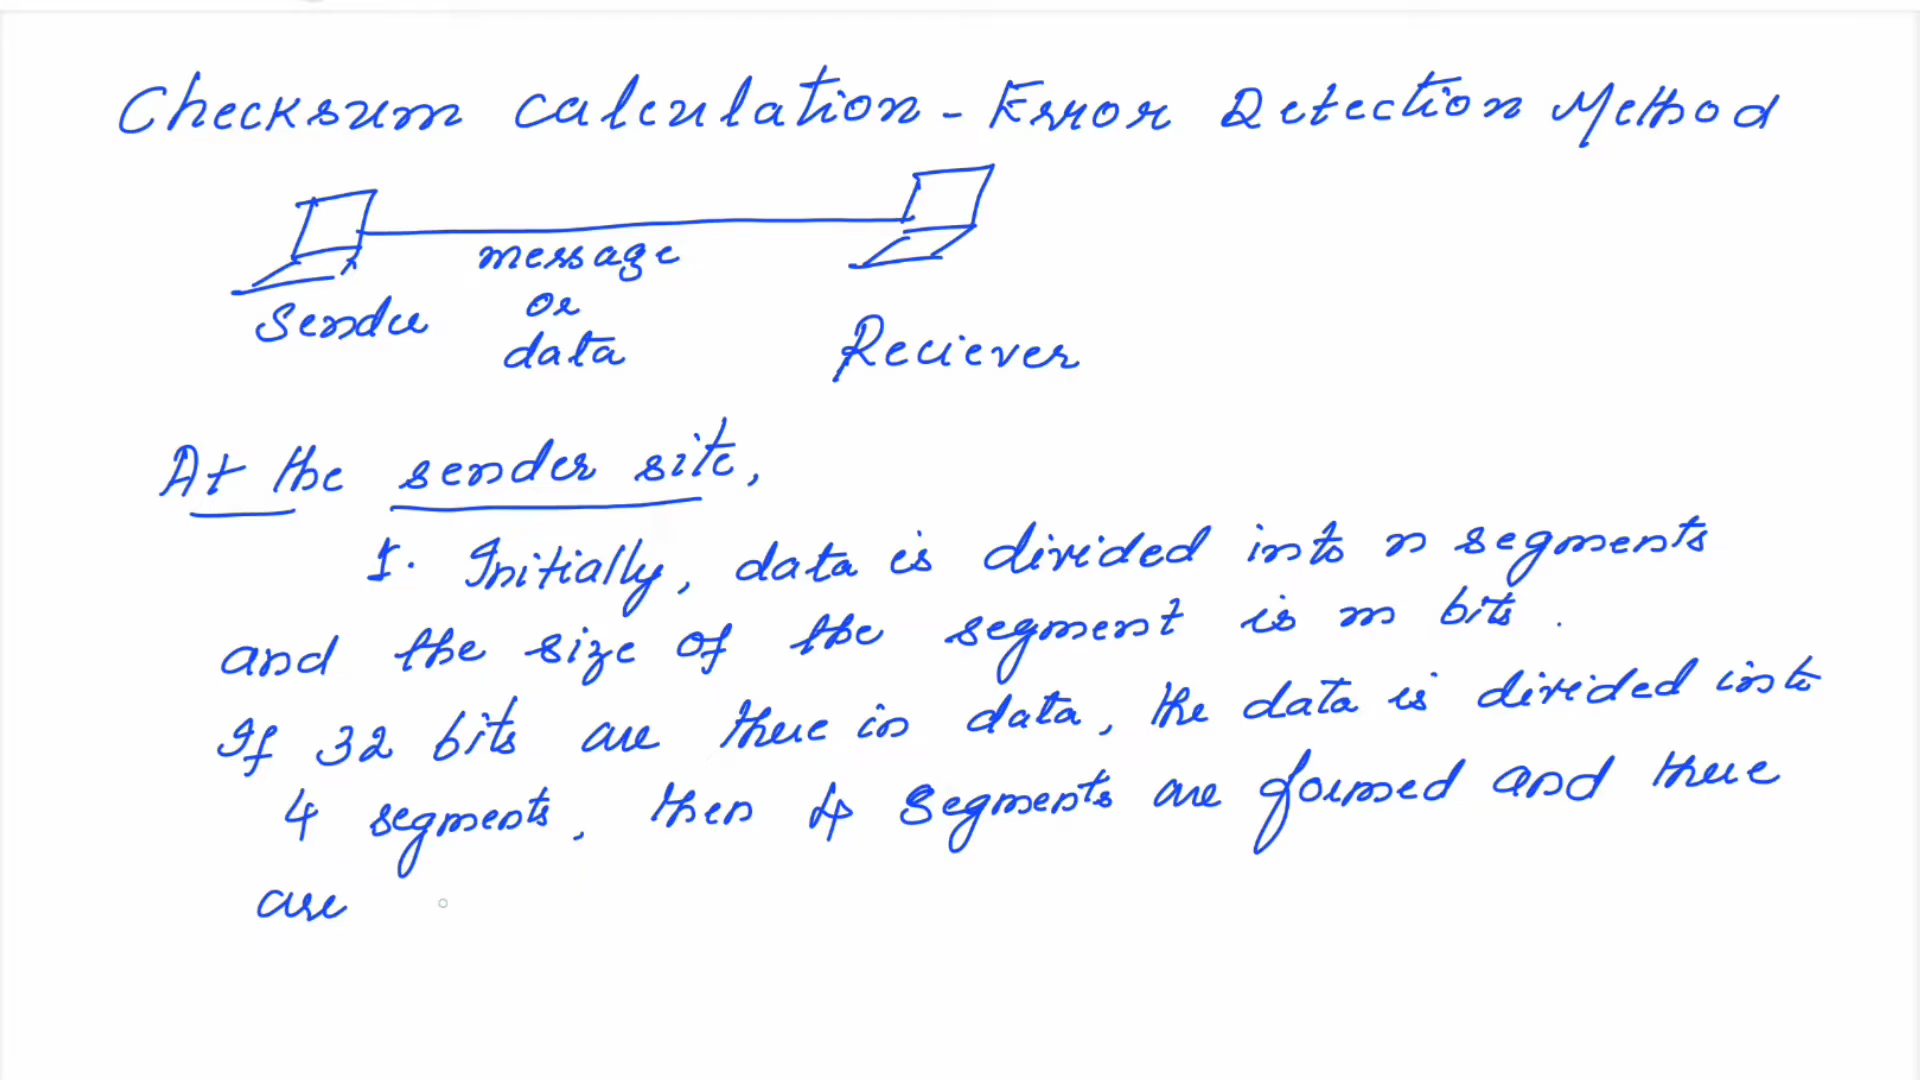 Checksum Calculation - Error Detection Method
message
or
data
Sender
Reciever
At the sender site,
1. Initially, data is divided into n segments
and the size of the segment is m bits.
If 32 bits are there in data, the data is divided into
4 segments, then 4 segments are formed and there
are